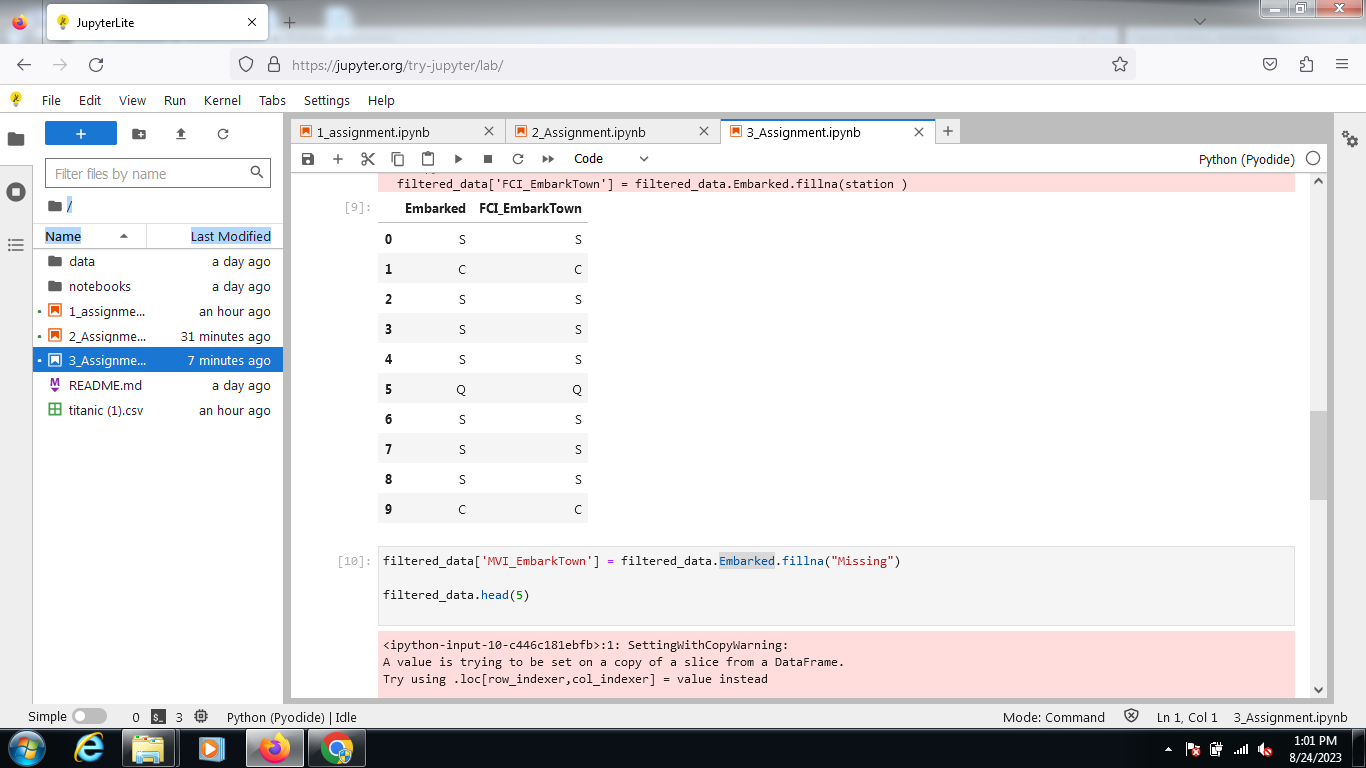 JupyterLite
https://jupyter.org/try-jupyter/lab/
File Edit View Run Kernel Tabs Settings Help
1_assignment.ipynb 2_Assignment.ipynb 3_Assignment.ipynb
Code Python (Pyodide)
Filter files by name
/
Name Last Modified
data a day ago
notebooks a day ago
1_assignme... an hour ago
2_Assignme... 31 minutes ago
3_Assignme... 7 minutes ago
README.md a day ago
titanic (1).csv an hour ago
filtered_data['FCI_EmbarkTown'] = filtered_data.Embarked.fillna(station )
[9]:
Embarked FCI_EmbarkTown
0 S S
1 C C
2 S S
3 S S
4 S S
5 Q Q
6 S S
7 S S
8 S S
9 C C
[10]: filtered_data['MVI_EmbarkTown'] = filtered_data.Embarked.fillna("Missing")
filtered_data.head(5)
<ipython-input-10-c446c181ebfb>:1: SettingWithCopyWarning:
A value is trying to be set on a copy of a slice from a DataFrame.
Try using .loc[row_indexer,col_indexer] = value instead
Simple 0 3 Python (Pyodide) | Idle Mode: Command Ln 1, Col 1 3_Assignment.ipynb
1:01 PM
8/24/2023